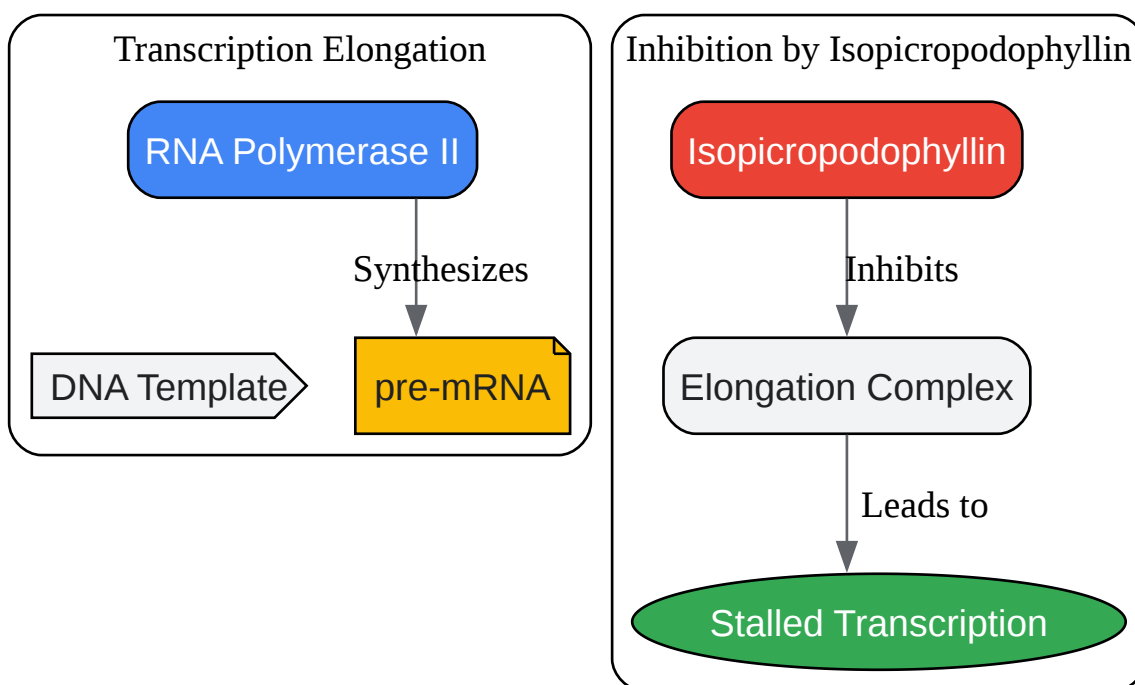 Transcription Elongation
RNA Polymerase II
Synthesizes
DNA Template
pre-mRNA
Inhibition by Isopicropodophyllin
Isopicropodophyllin
Inhibits
Elongation Complex
Leads to
Stalled Transcription